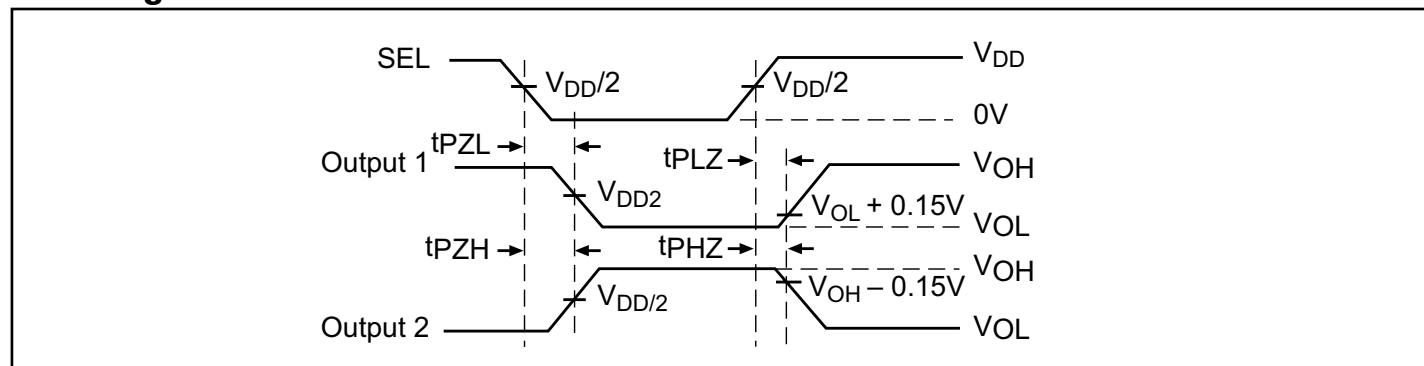 SEL
VDD/2
VDD/2
VDD
0V
tPZL
tPLZ
Output 1
VOH
VDD2
VOL + 0.15V
VOL
tPZH
tPHZ
VOH
VDD/2
VOH – 0.15V
Output 2
VOL